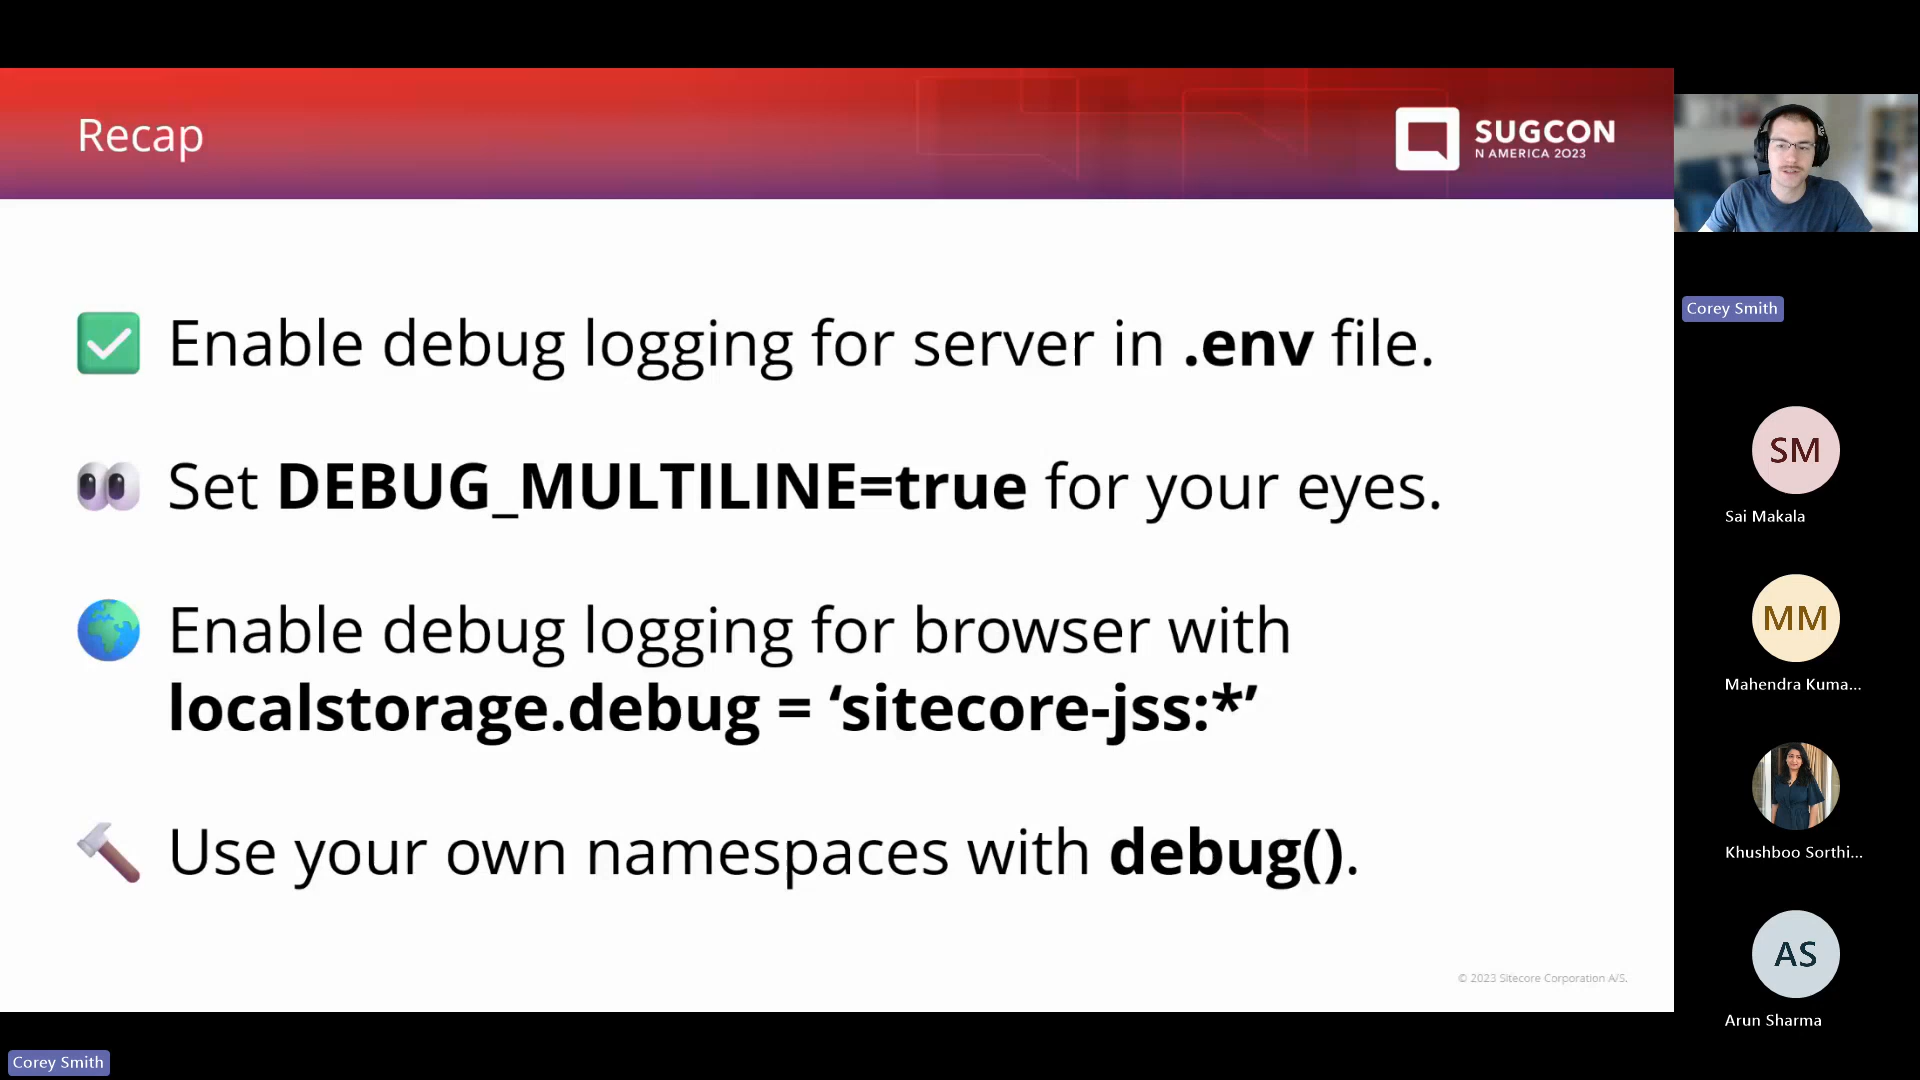 Recap
SUGCON
N AMERICA 2023
Enable debug logging for server in .env file.
Set DEBUG_MULTILINE=true for your eyes.
Enable debug logging for browser with
localstorage.debug = ‘sitecore-jss:*’
Use your own namespaces with debug().
© 2023 Sitecore Corporation A/S.
Corey Smith
Corey Smith
SM
Sai Makala
MM
Mahendra Kuma...
Khushboo Sorthi...
AS
Arun Sharma